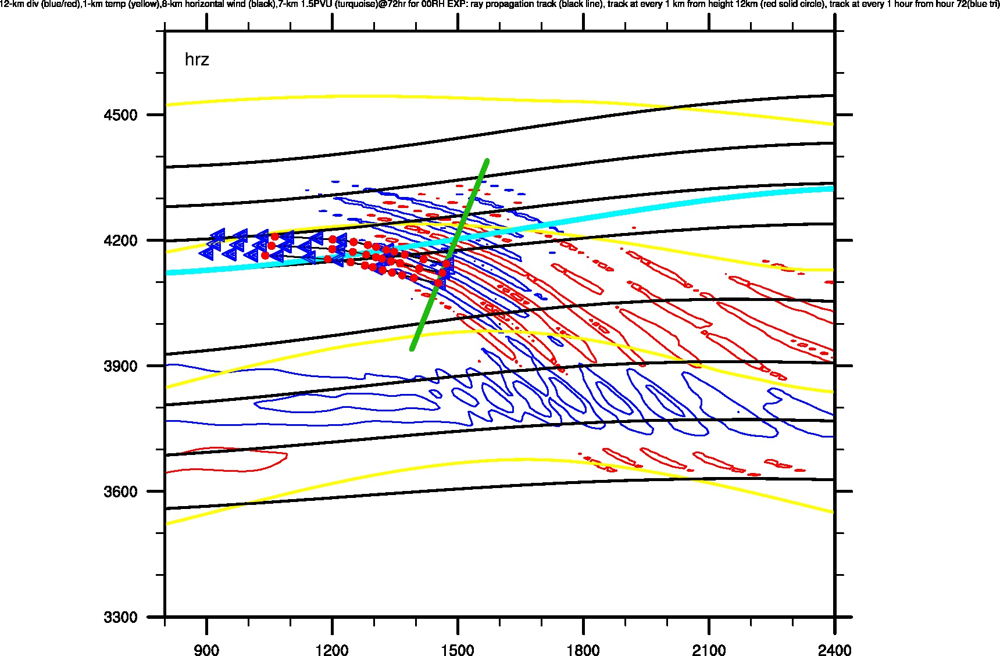 12-km div (blue/red),1-km temp (yellow),8-km horizontal wind (black),7-km 1.5PVU (turquoise)@72hr for 00RH EXP: ray propagation track (black line), track at every 1 km from height 12km (red solid circle), track at every 1 hour from hour 72(blue tri)
hrz
4500
4200
3900
3600
3300
900 1200 1500 1800 2100 2400